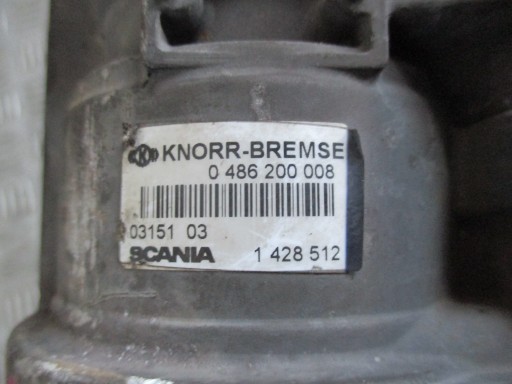 KNORR-BREMSE
0 486 200 008
03151 03
SCANIA 1 428 512